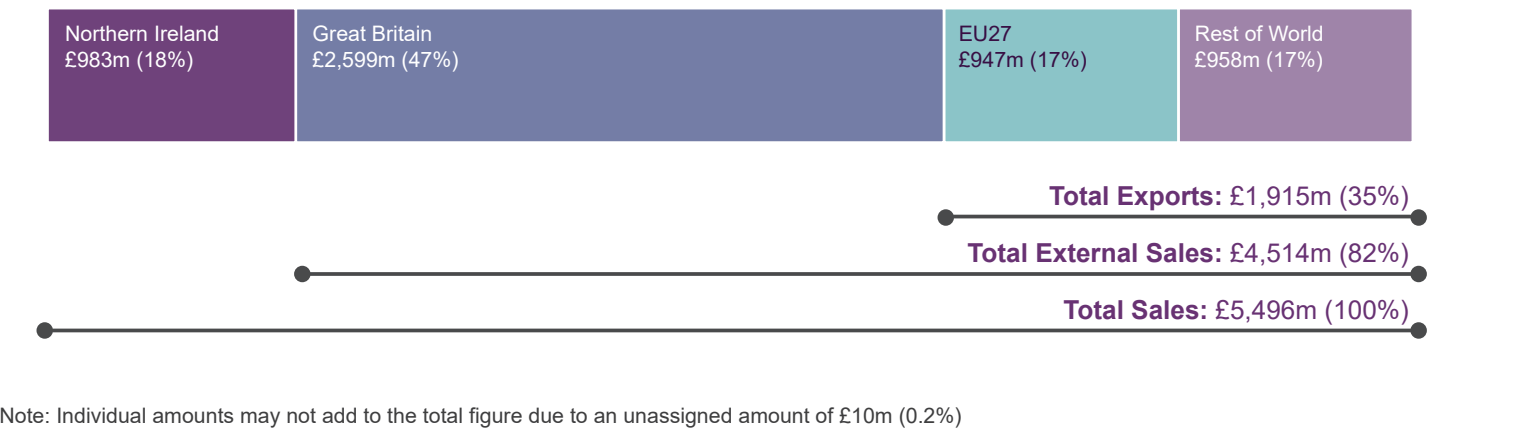 Northern Ireland
£983m (18%)
Great Britain
£2,599m (47%)
EU27
£947m (17%)
Rest of World
£958m (17%)
Total Exports: £1,915m (35%)
Total External Sales: £4,514m (82%)
Total Sales: £5,496m (100%)
Note: Individual amounts may not add to the total figure due to an unassigned amount of £10m (0.2%)